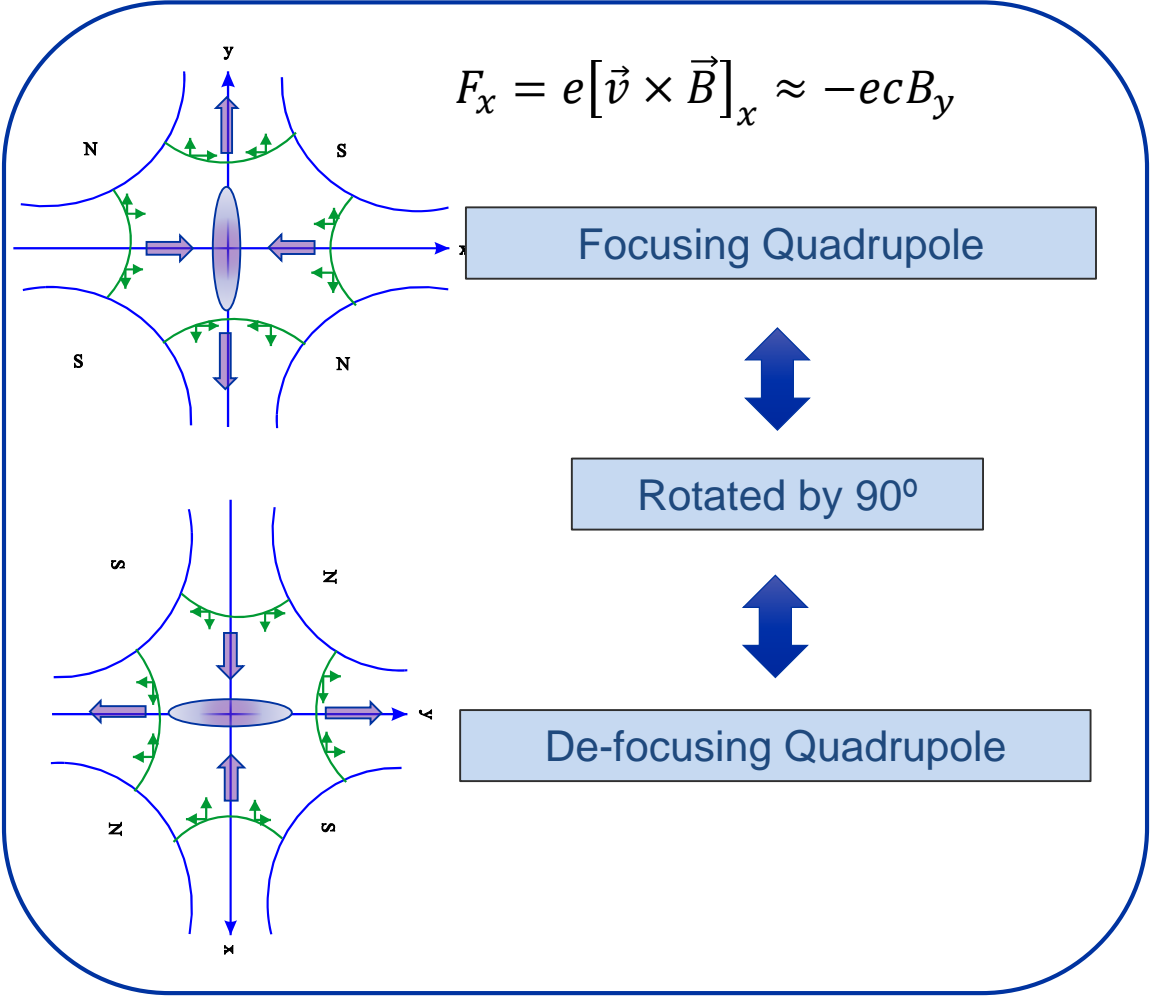 y
F_x = e[v⃗ × B⃗]_x ≈ −ecB_y
N
S
x
Focusing Quadrupole
S
N
Rotated by 90º
S
N
y
De-focusing Quadrupole
N
S
x